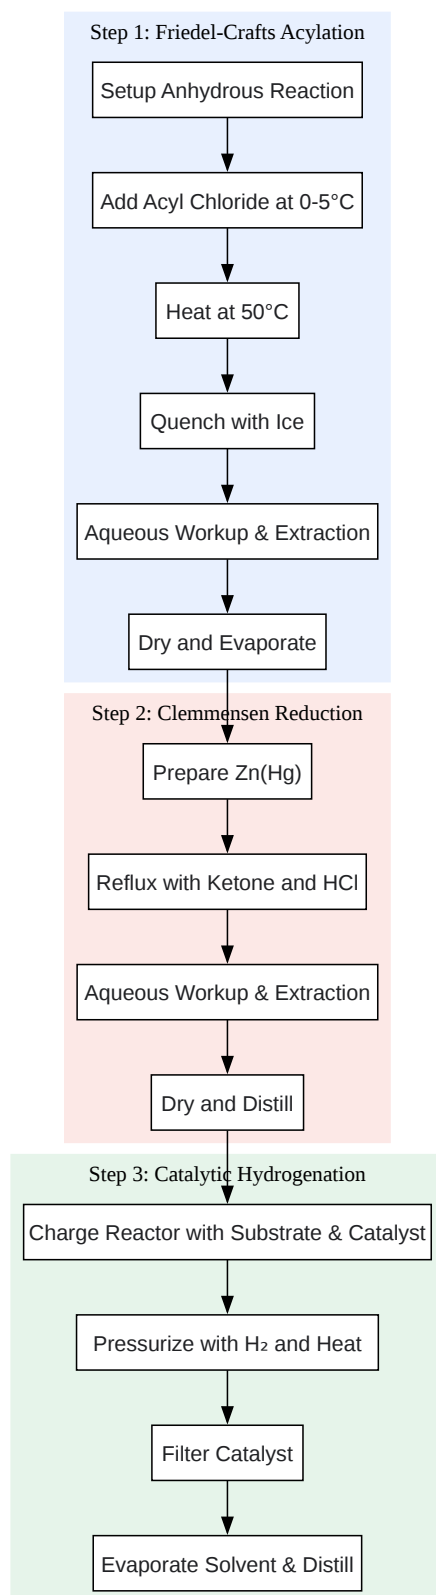 Step 1: Friedel-Crafts Acylation
Setup Anhydrous Reaction
Add Acyl Chloride at 0-5°C
Heat at 50°C
Quench with Ice
Aqueous Workup & Extraction
Dry and Evaporate
Step 2: Clemmensen Reduction
Prepare Zn(Hg)
Reflux with Ketone and HCl
Aqueous Workup & Extraction
Dry and Distill
Step 3: Catalytic Hydrogenation
Charge Reactor with Substrate & Catalyst
Pressurize with H₂ and Heat
Filter Catalyst
Evaporate Solvent & Distill